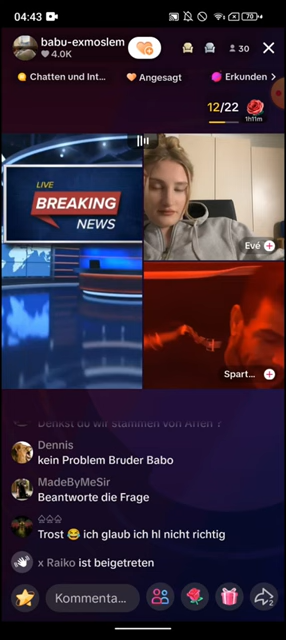 04:43
70
babu-exmoslem
4.0K
30
Chatten und Int...
Angesagt
Erkunden
12/22
1h11m
LIVE
BREAKING
NEWS
Evé
Spart...
Denkst du wir stammen von Affen ?
Dennis
kein Problem Bruder Babo
MadeByMeSir
Beantworte die Frage
♤♤♤
Trost 😂 ich glaub ich hl nicht richtig
x Raiko ist beigetreten
Kommenta...
2